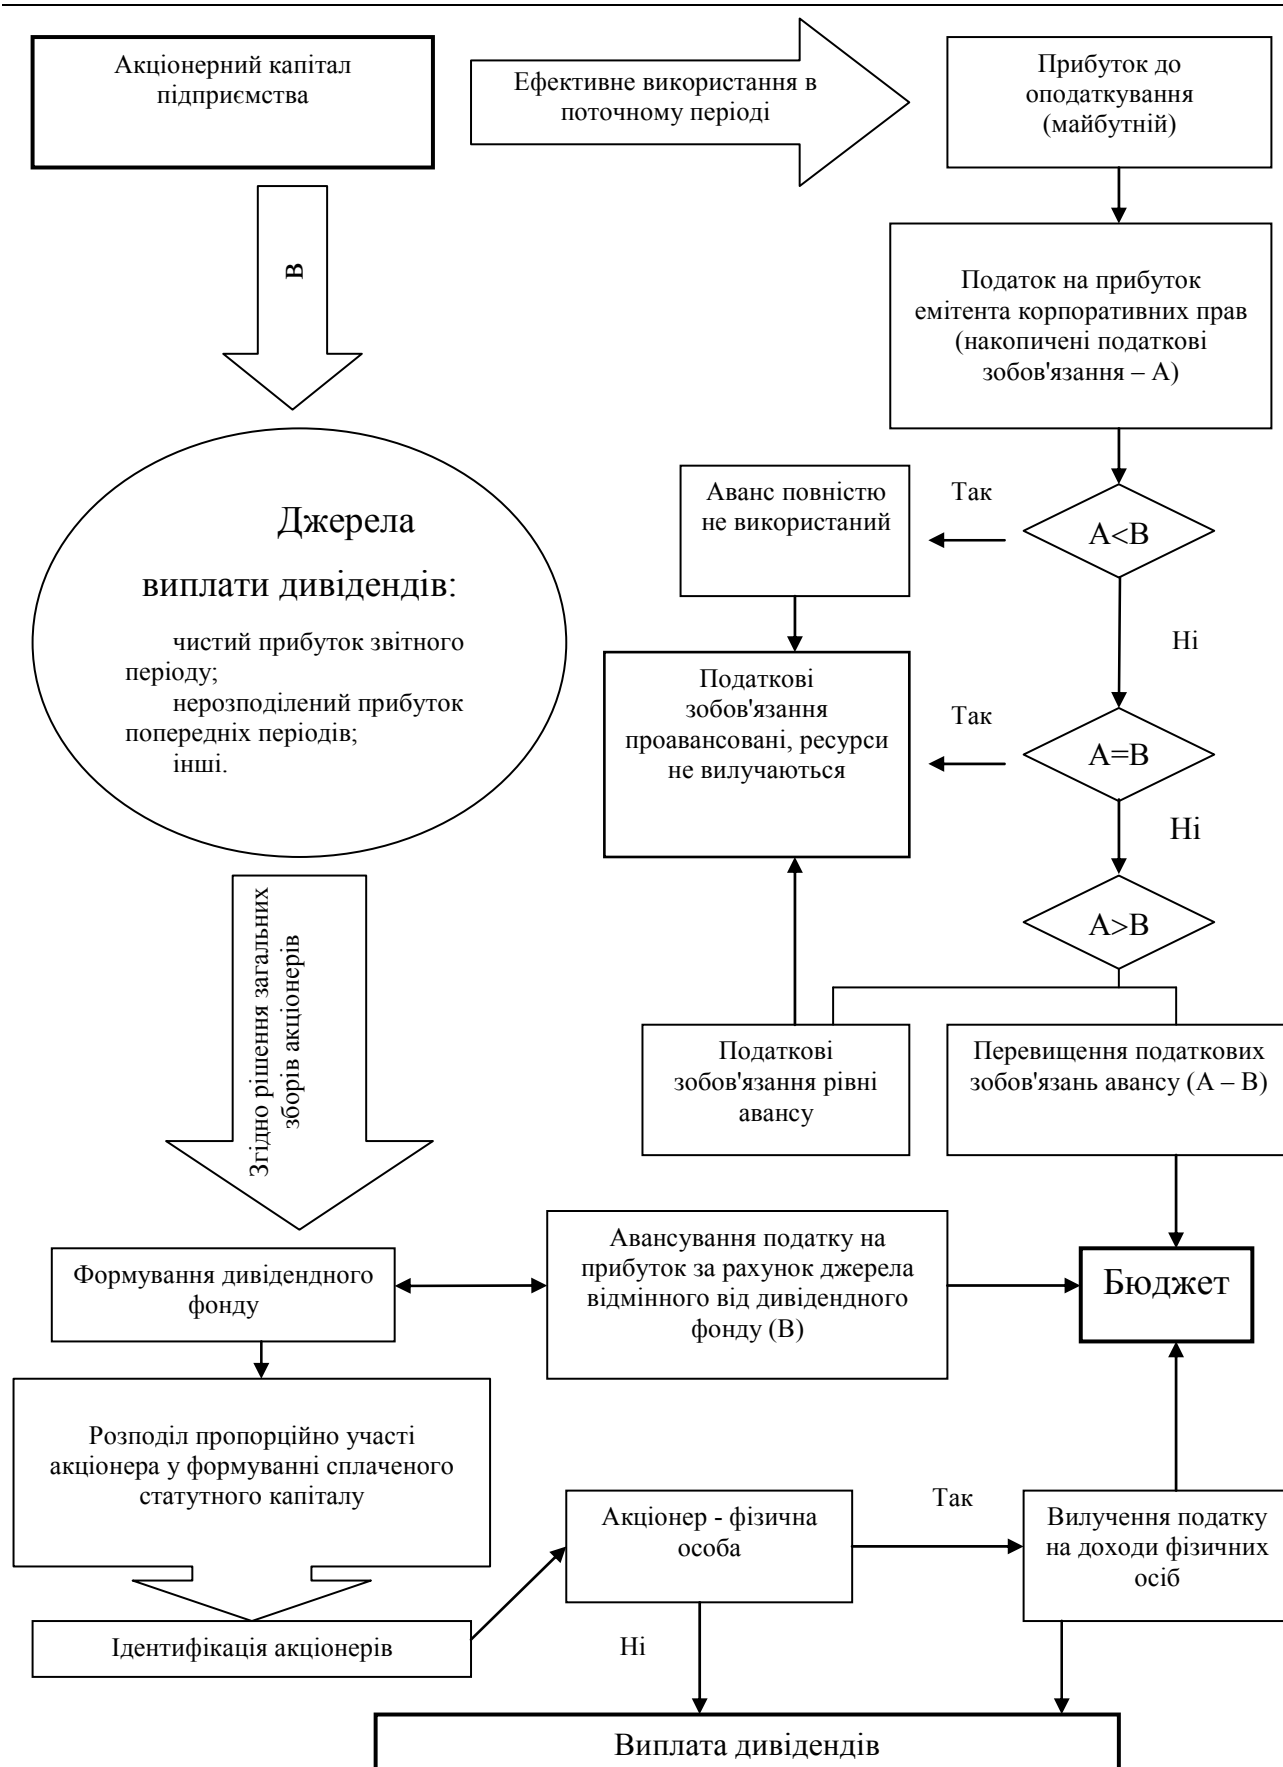 Акціонерний капітал
підприємства
Ефективне використання в
поточному періоді
Прибуток до
оподаткування
(майбутній)
в
Податок на прибуток
емітента корпоративних прав
(накопичені податкові
зобов'язання – А)
Аванс повністю
не використаний
Так
А<В
Джерела
виплати дивідендів:
чистий прибуток звітного
періоду;
нерозподілений прибуток
попередніх періодів;
інші.
Ні
Податкові
зобов'язання
проавансовані, ресурси
не вилучаються
Так
А=В
Ні
А>В
Згідно рішення загальних
зборів акціонерів
Податкові
зобов'язання рівні
авансу
Перевищення податкових
зобов'язань авансу (А – В)
Формування дивідендного
фонду
Авансування податку на
прибуток за рахунок джерела
відмінного від дивідендного
фонду (В)
Бюджет
Розподіл пропорційно участі
акціонера у формуванні сплаченого
статутного капіталу
Акціонер - фізична
особа
Так
Вилучення податку
на доходи фізичних
осіб
Ідентифікація акціонерів
Ні
Виплата дивідендів